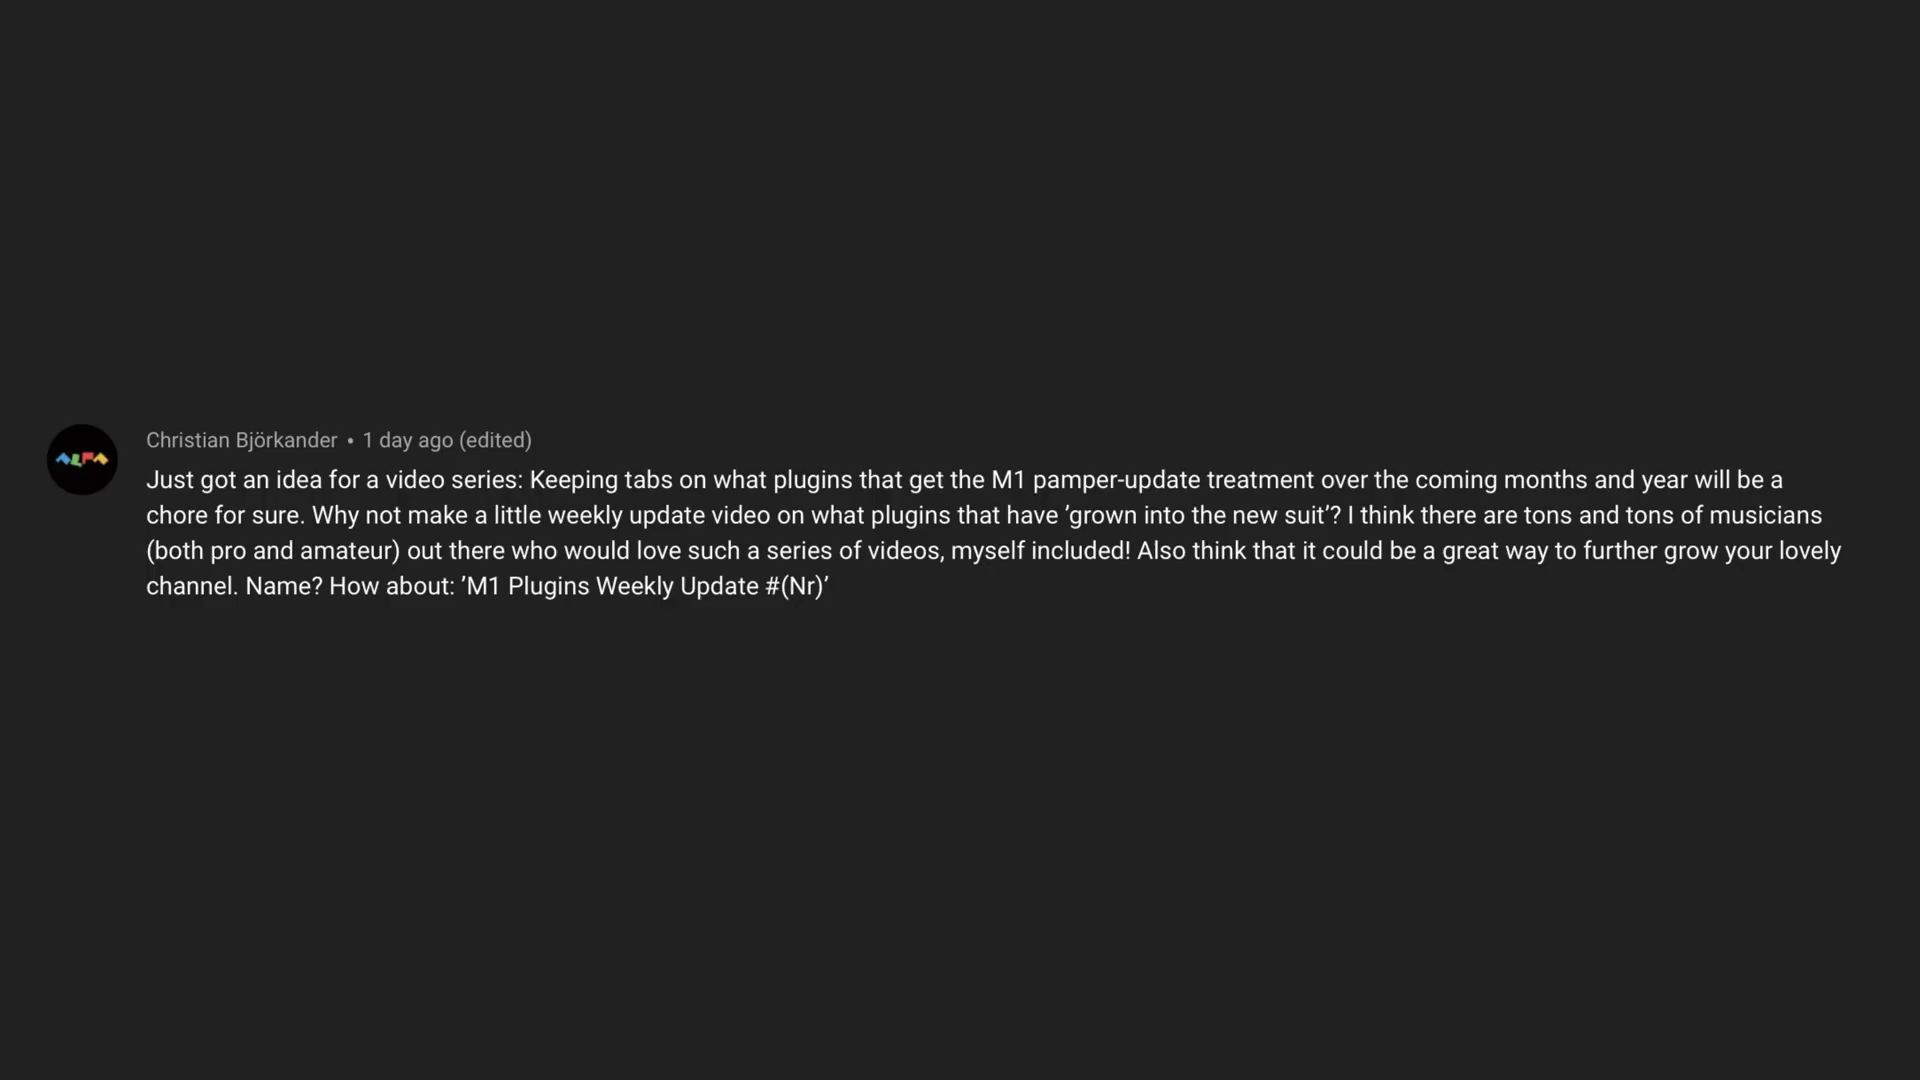 ALFA
Christian Björkander • 1 day ago (edited)
Just got an idea for a video series: Keeping tabs on what plugins that get the M1 pamper-update treatment over the coming months and year will be a
chore for sure. Why not make a little weekly update video on what plugins that have ’grown into the new suit’? I think there are tons and tons of musicians
(both pro and amateur) out there who would love such a series of videos, myself included! Also think that it could be a great way to further grow your lovely
channel. Name? How about: ’M1 Plugins Weekly Update #(Nr)’